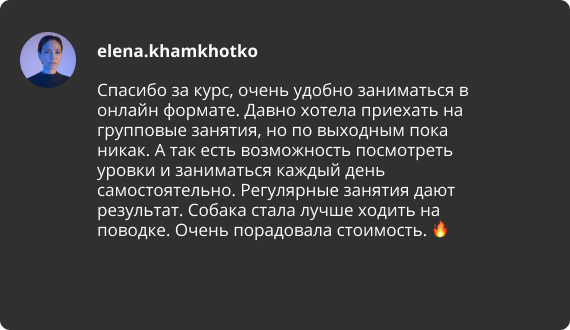 elena.khamkhotko
Спасибо за курс, очень удобно заниматься в
онлайн формате. Давно хотела приехать на
групповые занятия, но по выходным пока
никак. А так есть возможность посмотреть
уровки и заниматься каждый день
самостоятельно. Регулярные занятия дают
результат. Собака стала лучше ходить на
поводке. Очень порадовала стоимость. 🔥